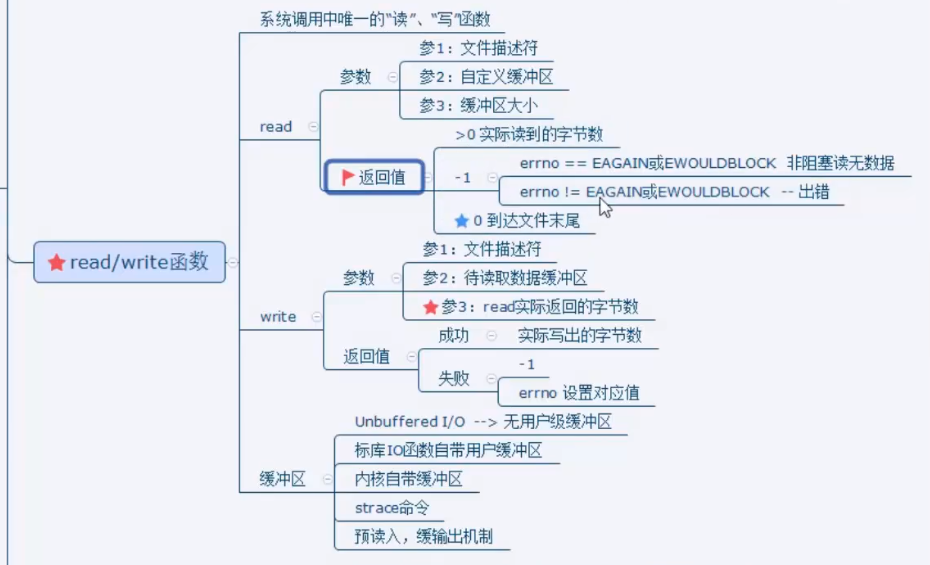 系统调用中唯一的“读”、“写”函数
参1：文件描述符
参数
参2：自定义缓冲区
参3：缓冲区大小
read
>0 实际读到的字节数
errno == EAGAIN或EWOULDBLOCK 非阻塞读无数据
返回值
-1
errno != EAGAIN或EWOULDBLOCK -- 出错
0 到达文件末尾
read/write函数
参1：文件描述符
参数
参2：待读取数据缓冲区
参3：read实际返回的字节数
write
成功
实际写出的字节数
返回值
-1
失败
errno 设置对应值
Unbuffered I/O --> 无用户级缓冲区
标库IO函数自带用户缓冲区
缓冲区
内核自带缓冲区
strace命令
预读入，缓输出机制